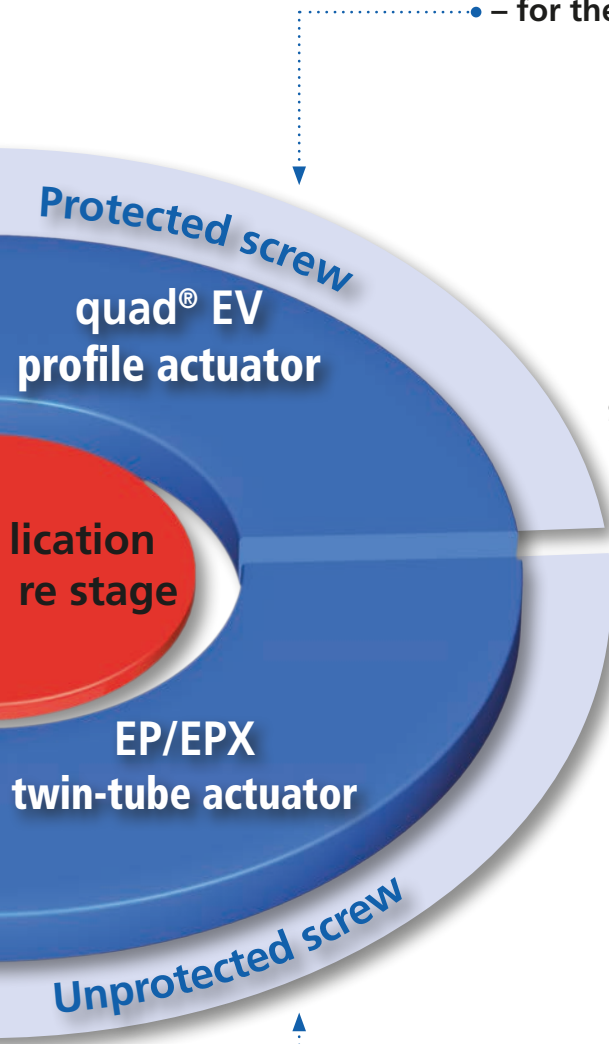 – for the
Protected screw
quad® EV
profile actuator
lication
re stage
EP/EPX
twin-tube actuator
Unprotected screw